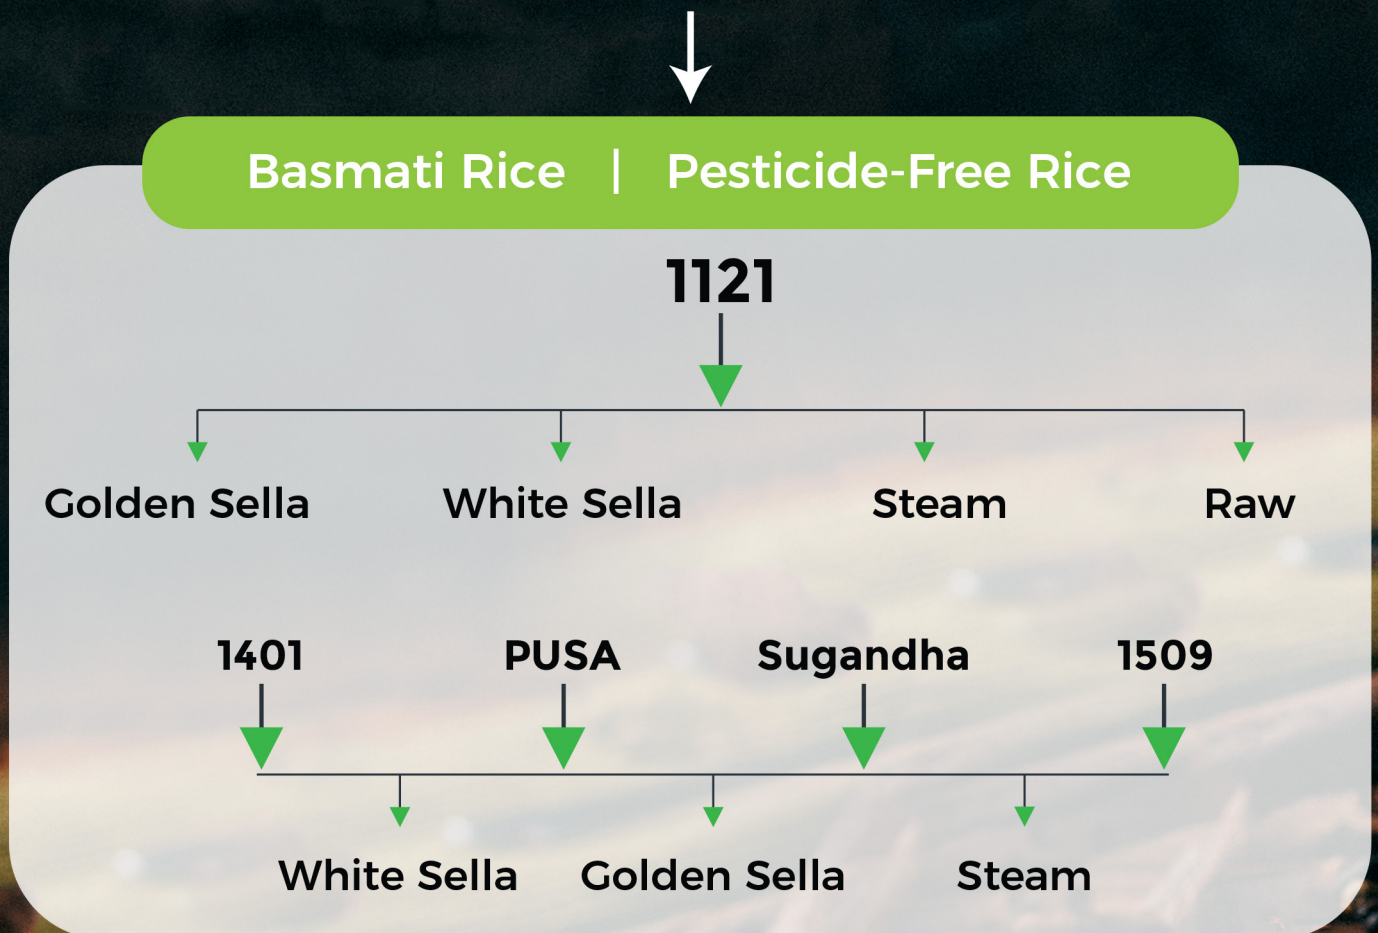 Basmati Rice | Pesticide-Free Rice
1121
Golden Sella White Sella Steam Raw
1401 PUSA Sugandha 1509
White Sella Golden Sella Steam